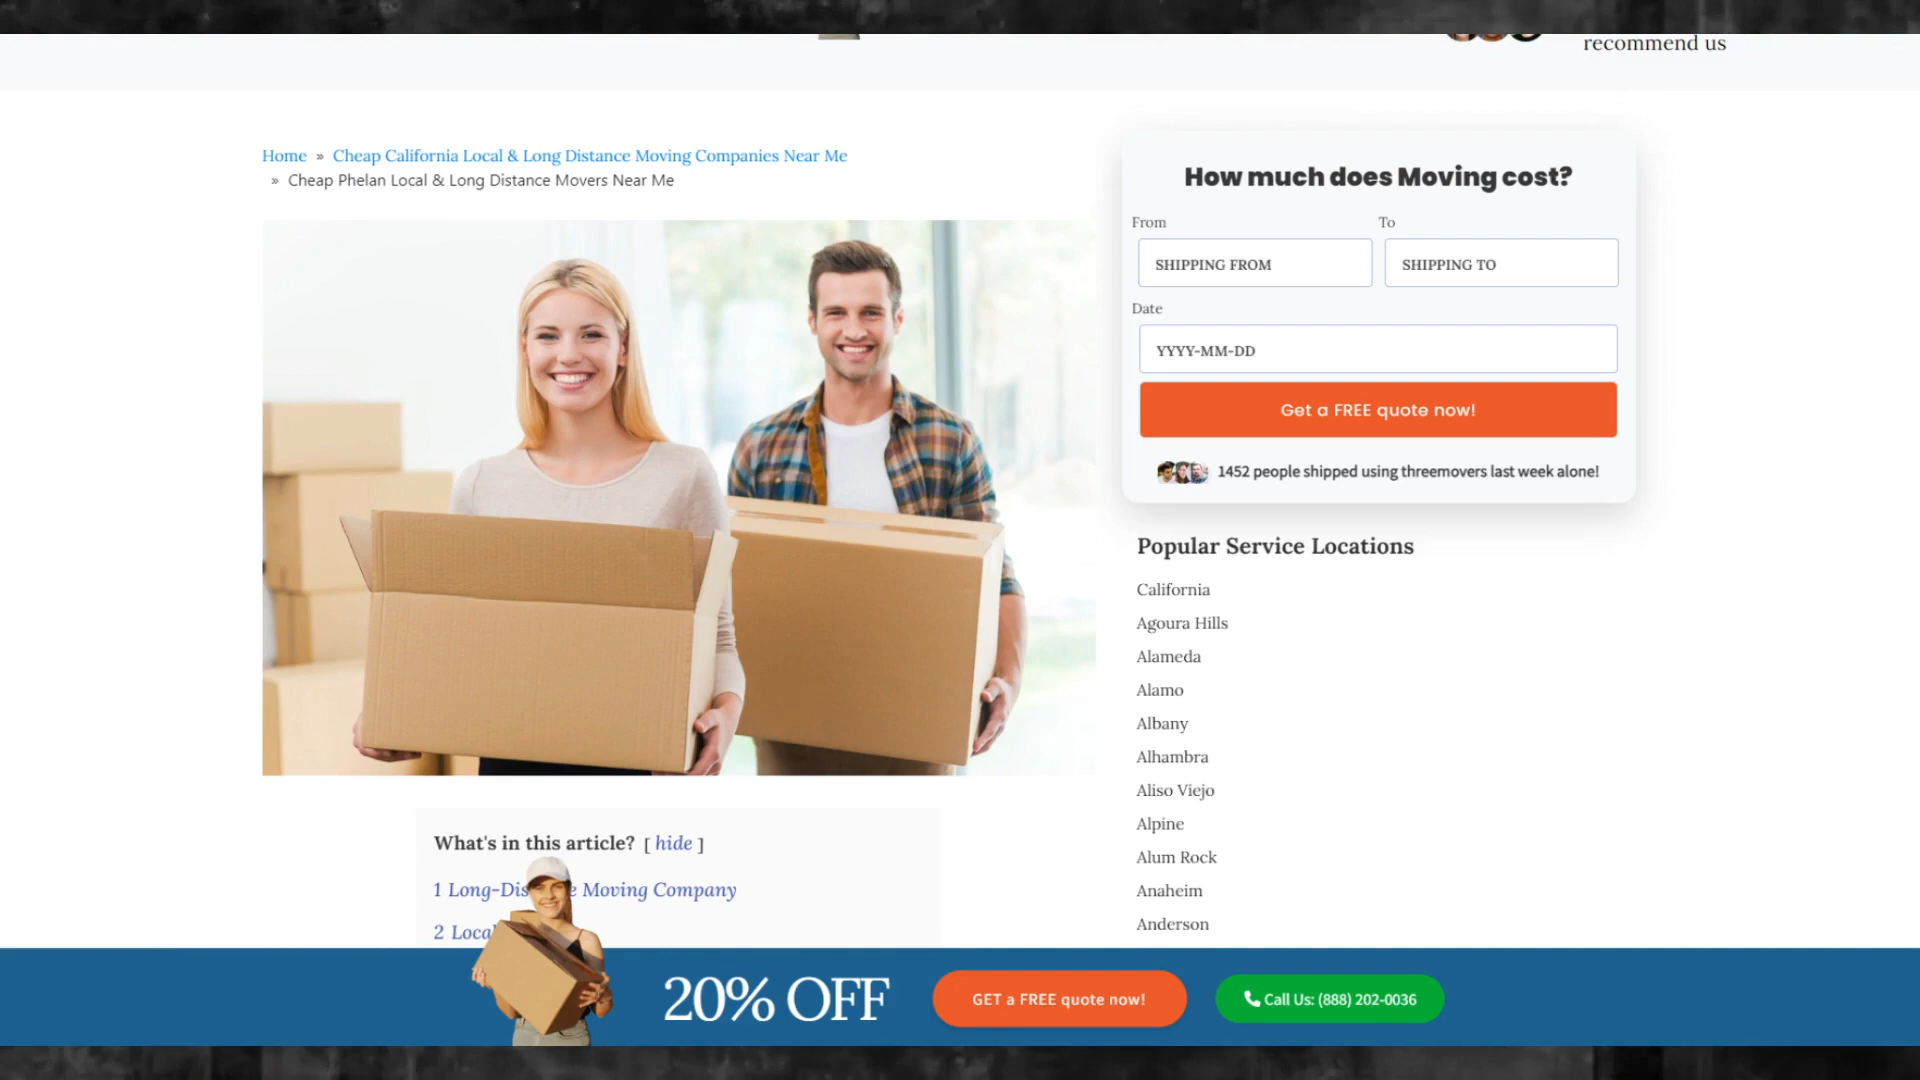 recommend us
Home » Cheap California Local & Long Distance Moving Companies Near Me
» Cheap Phelan Local & Long Distance Movers Near Me
How much does Moving cost?
From To
SHIPPING FROM SHIPPING TO
Date
YYYY-MM-DD
Get a FREE quote now!
1452 people shipped using threemovers last week alone!
Popular Service Locations
California
Agoura Hills
Alameda
Alamo
Albany
Alhambra
Aliso Viejo
Alpine
Alum Rock
Anaheim
Anderson
What's in this article? [ hide ]
1 Long-Dis e Moving Company
2 Loca
20% OFF
GET a FREE quote now!
Call Us: (888) 202-0036